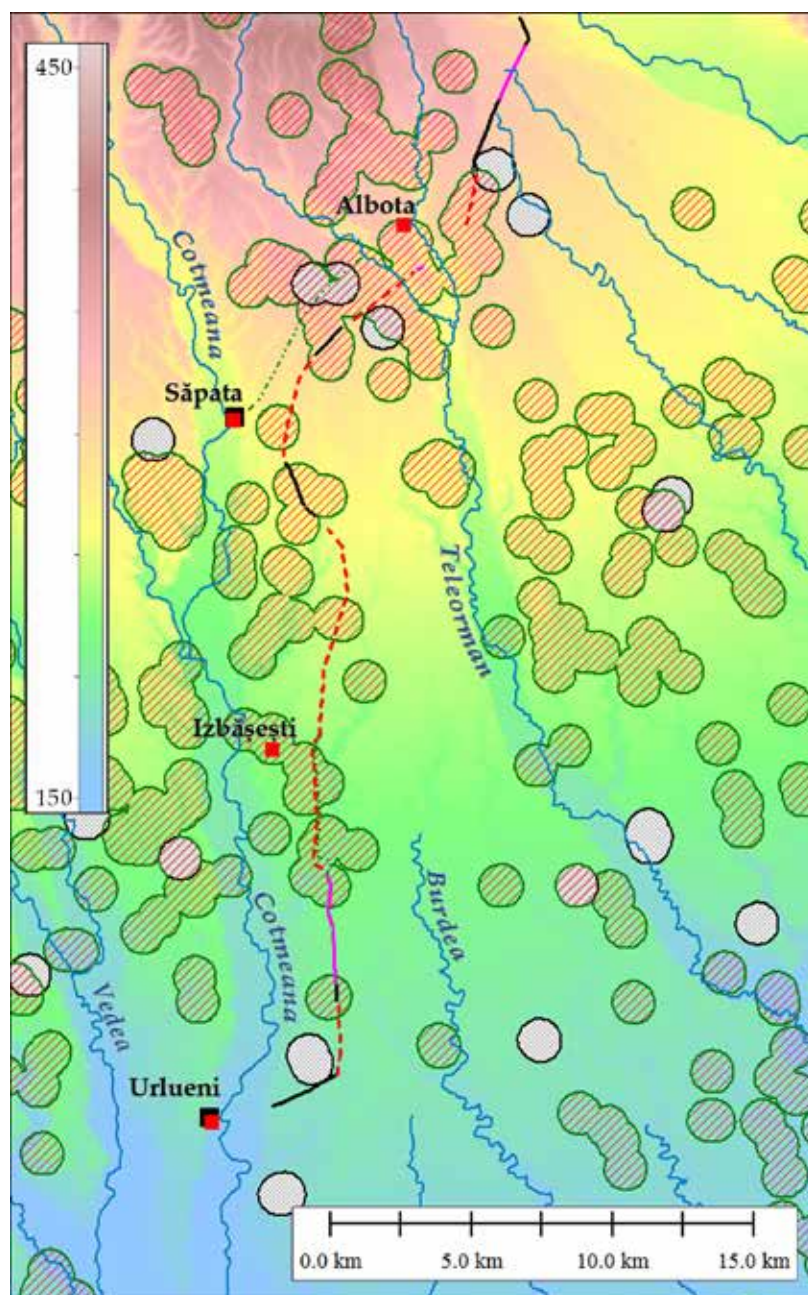 450
Albota
Cotmeana
Săpata
Teleorman
Izbășești
150
Burdea
Cotmeana
Vedea
Urlueni
0.0 km 5.0 km 10.0 km 15.0 km